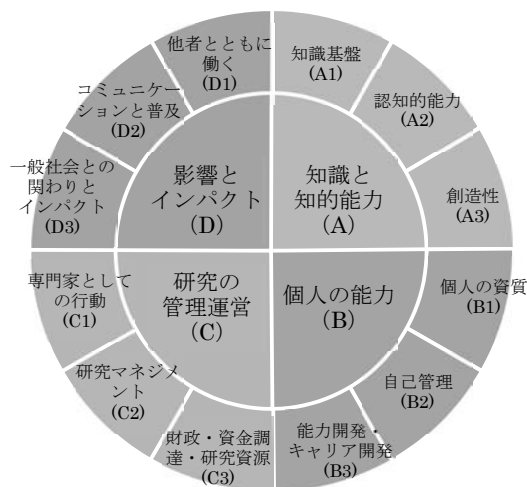 他者とともに
働く
(D1)
知識基盤
(A1)
コミュニケー
ションと普及
(D2)
認知的能力
(A2)
一般社会との
関わりと
インパクト
(D3)
影響と
インパクト
(D)
知識と
知的能力
(A)
創造性
(A3)
専門家として
の行動
(C1)
研究の
管理運営
(C)
個人の能力
(B)
個人の資質
(B1)
研究マネジメ
ント
(C2)
自己管理
(B2)
財政・資金調
達・研究資源
(C3)
能力開発・
キャリア開発
(B3)